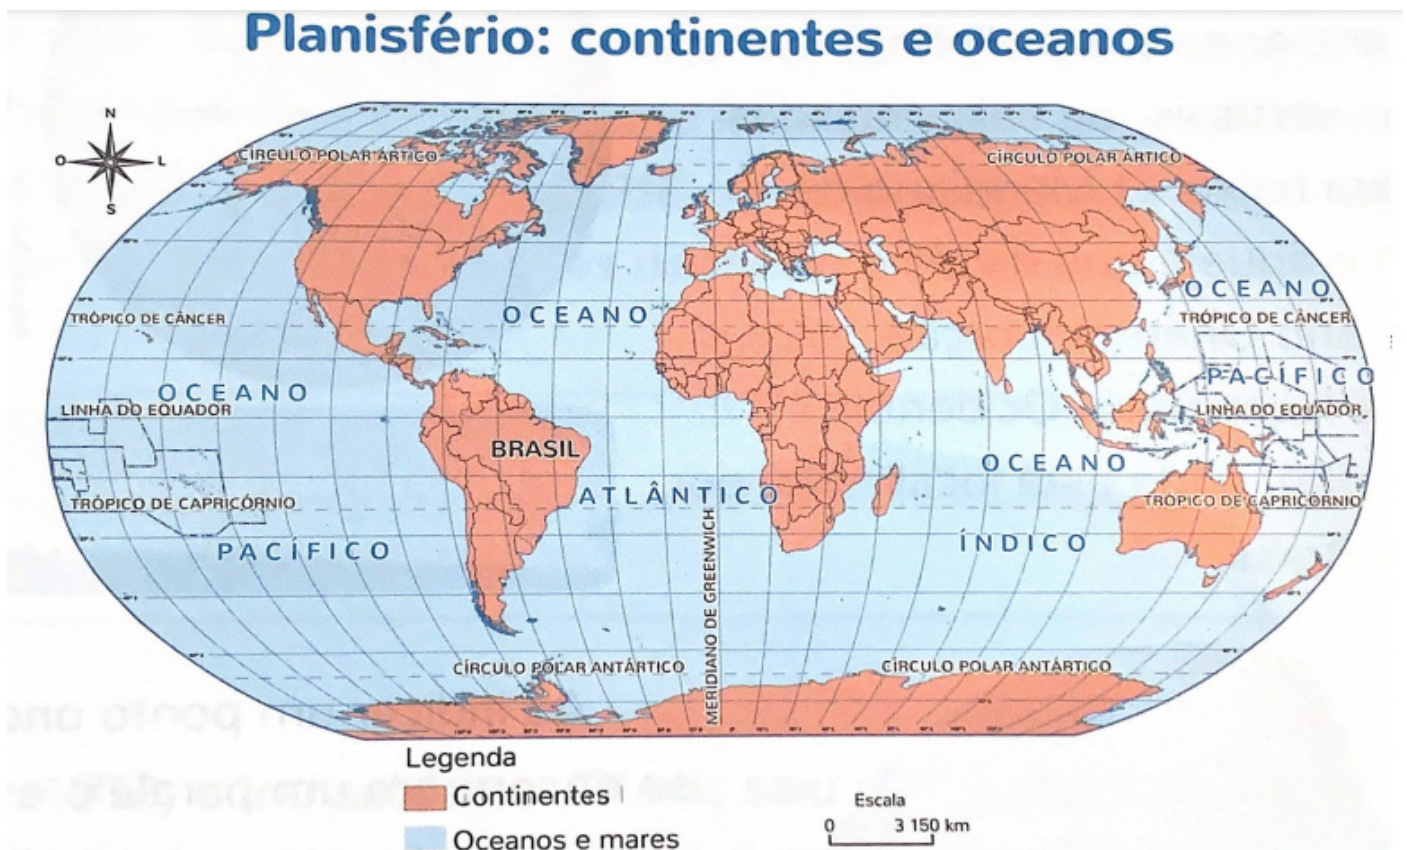 Planisfério: continentes e oceanos
N
O
L
S
CÍRCULO POLAR ÁRTICO
CÍRCULO POLAR ÁRTICO
OCEANO
OCEANO
TRÓPICO DE CÂNCER
TRÓPICO DE CÂNCER
PACÍFICO
OCEANO
LINHA DO EQUADOR
LINHA DO EQUADOR
BRASIL
OCEANO
ATLÂNTICO
TRÓPICO DE CAPRICÓRNIO
TRÓPICO DE CAPRICÓRNIO
PACÍFICO
ÍNDICO
MERIDIANO DE GREENWICH
CÍRCULO POLAR ANTÁRTICO
CÍRCULO POLAR ANTÁRTICO
Legenda
Continentes
Oceanos e mares
Escala
0 3 150 km